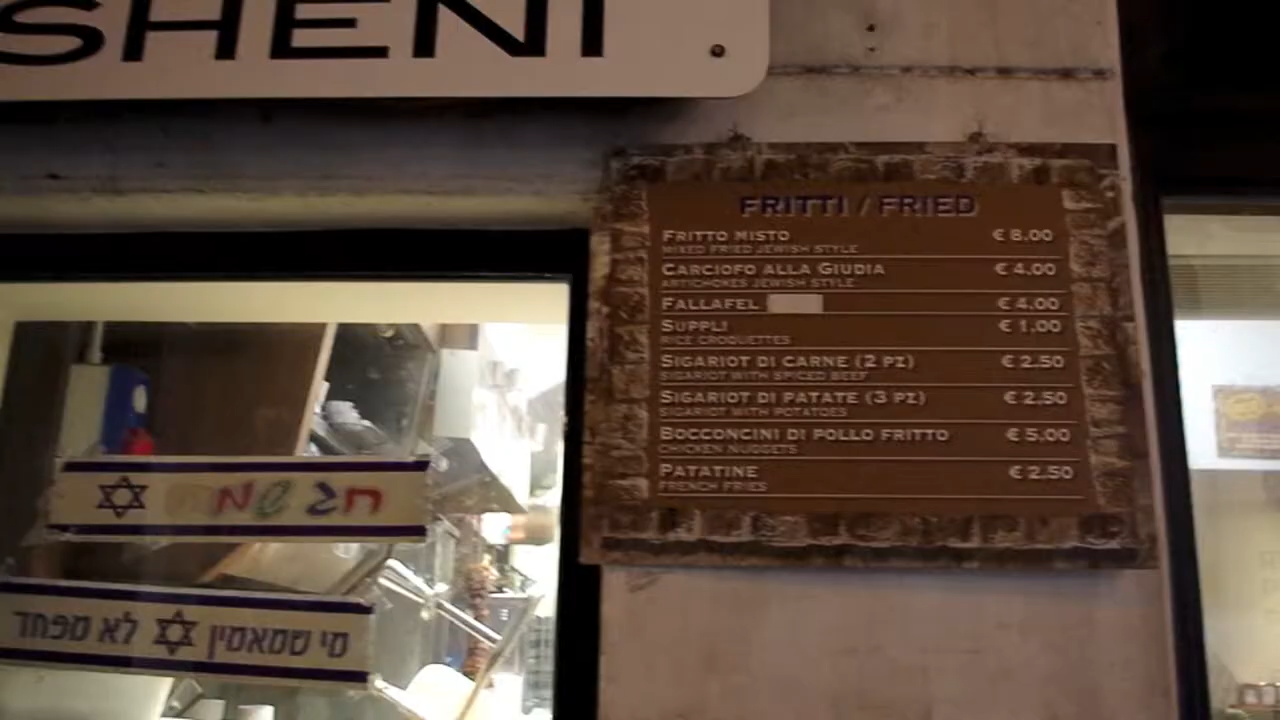 SHENI
FRITTI / FRIED
FRITTO MISTO € 8.00
MIXED FRIED JEWISH STYLE
CARCIOFO ALLA GIUDIA € 4.00
ARTICHOKES JEWISH STYLE
FALLAFEL € 4.00
SUPPLI € 1.00
RICE CROQUETTES
SIGARIOT DI CARNE (2 PZ) € 2.50
SIGARIOT WITH SPICED BEEF
SIGARIOT DI PATATE (3 PZ) € 2.50
SIGARIOT WITH POTATOES
BOCCONCINI DI POLLO FRITTO € 5.00
CHICKEN NUGGETS
PATATINE € 2.50
FRENCH FRIES
חג שמ
מי שמאמין לא מפחד